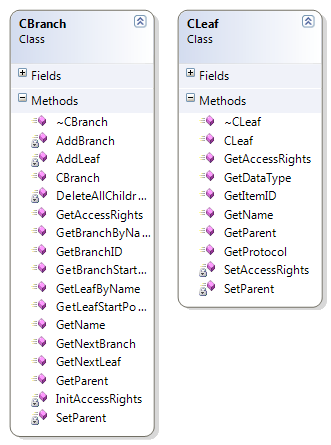 CBranch
Class
Fields
Methods
~CBranch
AddBranch
AddLeaf
CBranch
DeleteAllChildr...
GetAccessRights
GetBranchByNa...
GetBranchID
GetBranchStart...
GetLeafByName
GetLeafStartPo...
GetName
GetNextBranch
GetNextLeaf
GetParent
InitAccessRights
SetParent
CLeaf
Class
Fields
Methods
~CLeaf
CLeaf
GetAccessRights
GetDataType
GetItemID
GetName
GetParent
GetProtocol
SetAccessRights
SetParent